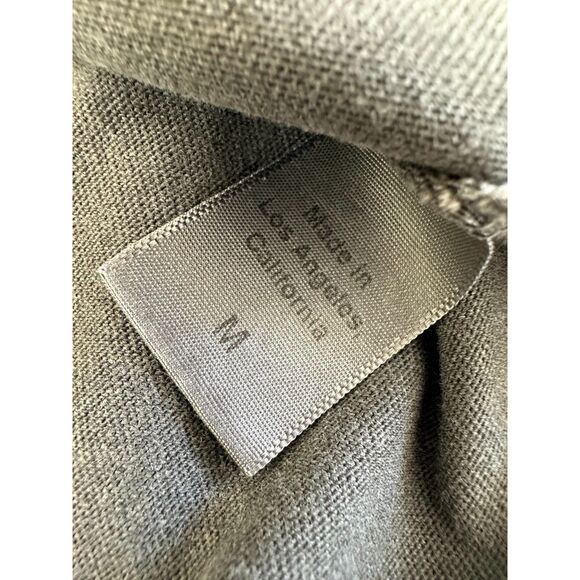 Made in
Los Angeles,
California
M